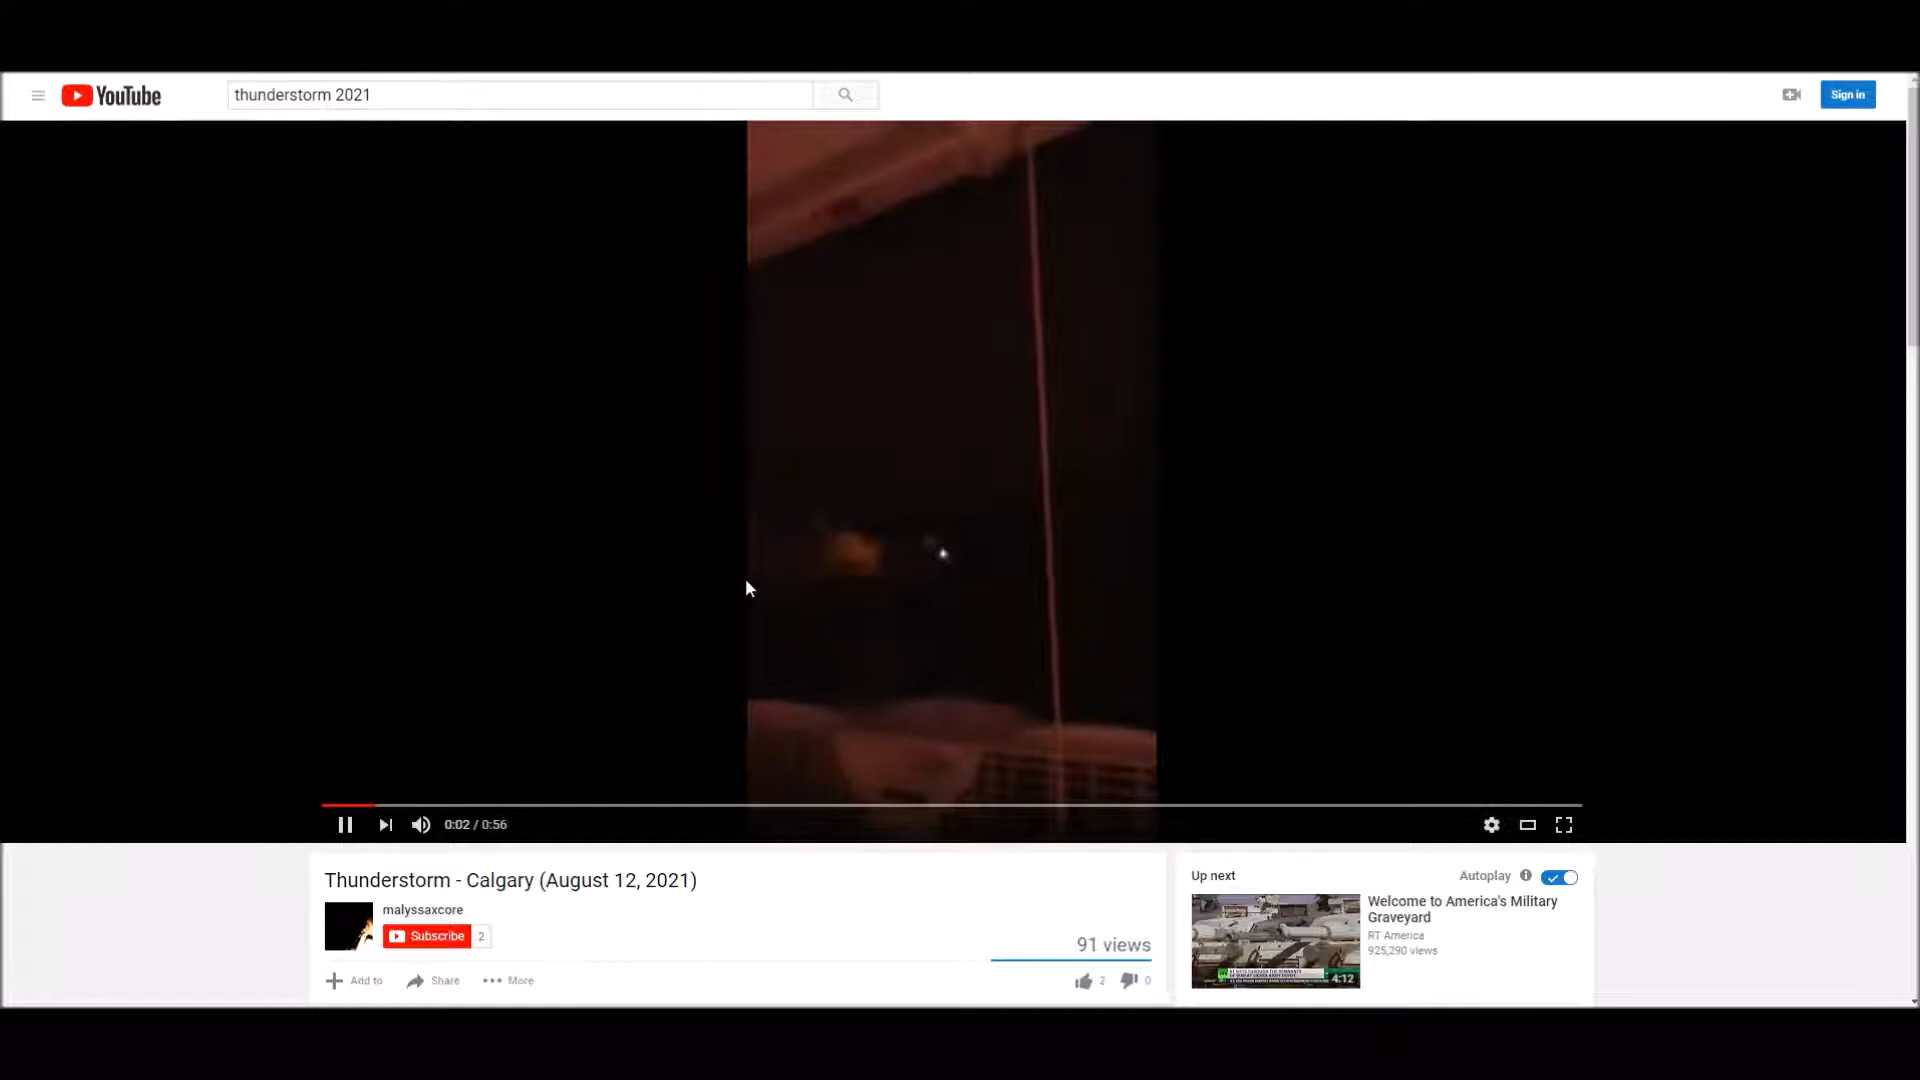 YouTube
thunderstorm 2021
Sign in
0:02 / 0:56
Thunderstorm - Calgary (August 12, 2021)
malyssaxcore
Subscribe 2
91 views
Add to Share More
2 0
Up next
Autoplay
Welcome to America's Military
Graveyard
RT America
925,290 views
4:12